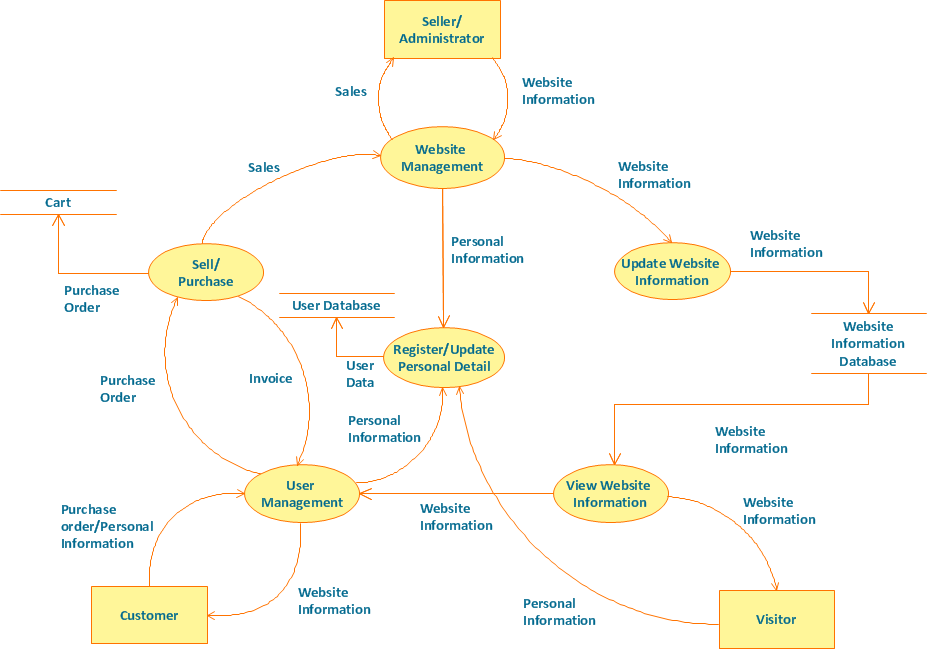 Seller/
Administrator
Sales
Website
Information
Website
Management
Sales
Website
Information
Cart
Personal
Information
Website
Information
Sell/
Purchase
Update Website
Information
Purchase
Order
User Database
Website
Information
Database
Register/Update
Personal Detail
User
Data
Purchase
Order
Invoice
Personal
Information
Website
Information
User
Management
View Website
Information
Purchase
order/Personal
Information
Website
Information
Website
Information
Customer
Website
Information
Personal
Information
Visitor